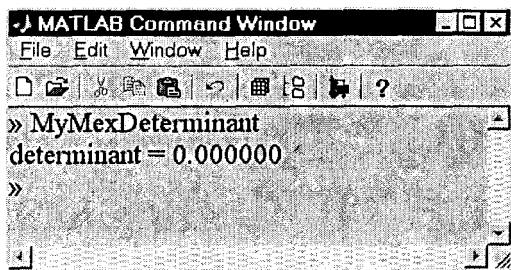 MATLAB Command Window
File Edit Window Help
?
» MyMexDeterminant
determinant = 0.000000
»